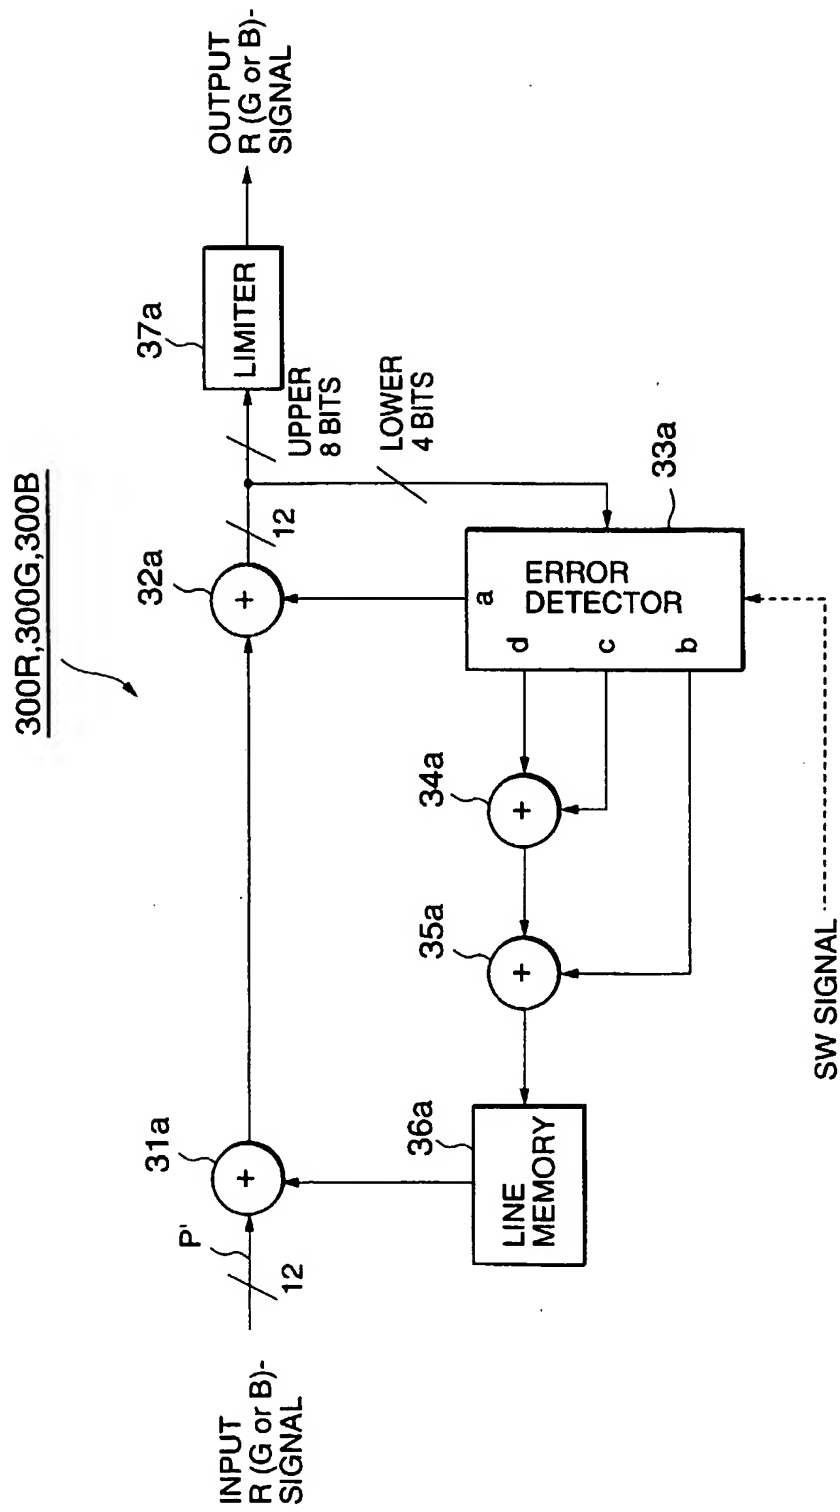 300R,300G,300B
INPUT
R (G or B)-
SIGNAL
P'
12
31a
+
32a
+
12
UPPER
8 BITS
LOWER
4 BITS
37a
LIMITER
OUTPUT
R (G or B)-
SIGNAL
36a
LINE
MEMORY
35a
+
34a
+
33a
a
d
c
b
ERROR
DETECTOR
SW SIGNAL